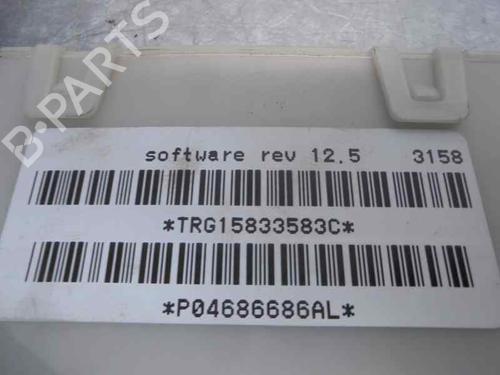 B-PARTS
software rev 12.5 3158
*TRG15833583C*
*P04686686AL*